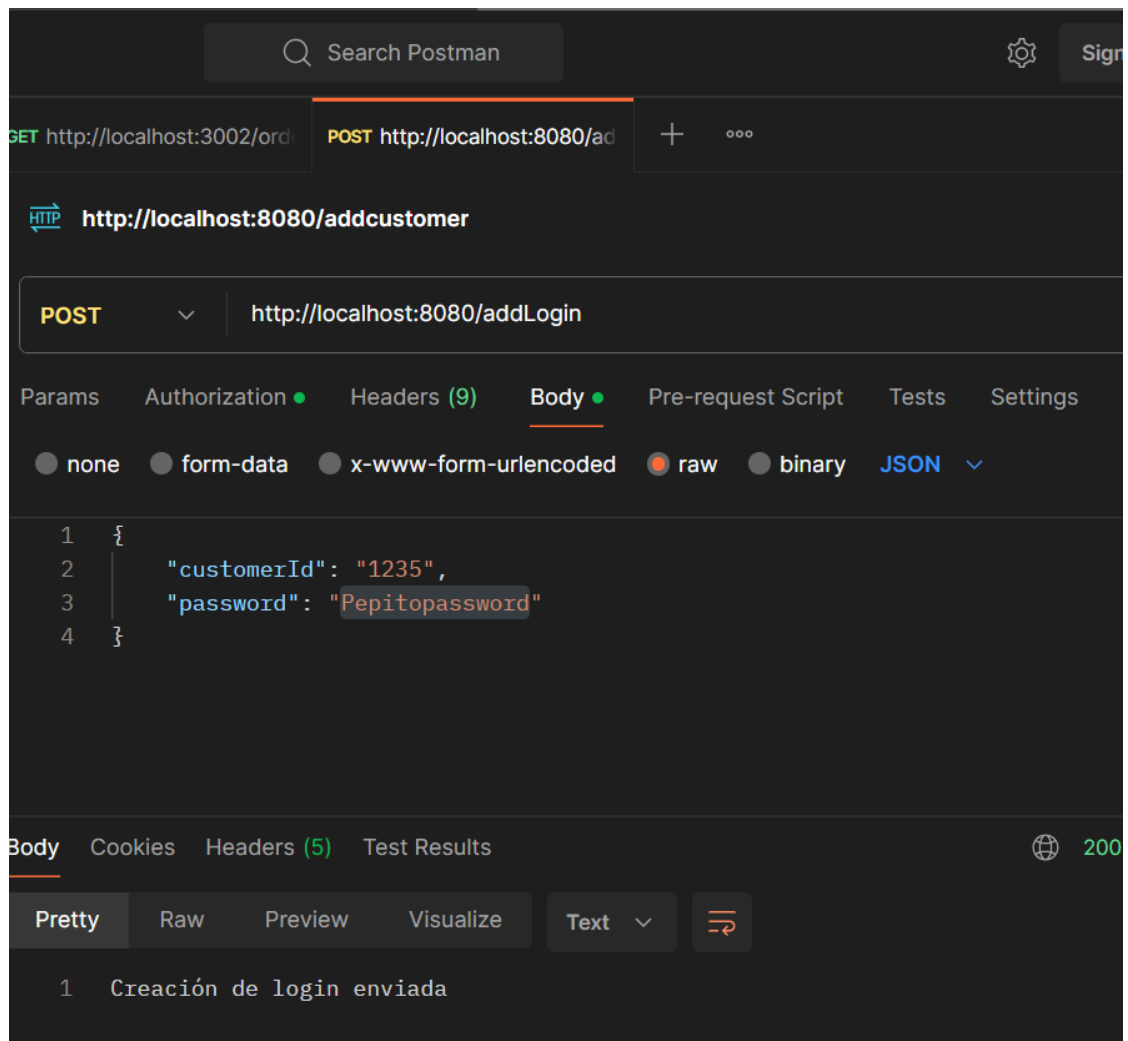 Search Postman
Sign
GET http://localhost:3002/ord
POST http://localhost:8080/ad
HTTP http://localhost:8080/addcustomer
POST http://localhost:8080/addLogin
Params Authorization Headers (9) Body Pre-request Script Tests Settings
none form-data x-www-form-urlencoded raw binary JSON
1 {
2 "customerId": "1235",
3 "password": "Pepitopassword"
4 }
Body Cookies Headers (5) Test Results 200
Pretty Raw Preview Visualize Text
1 Creación de login enviada